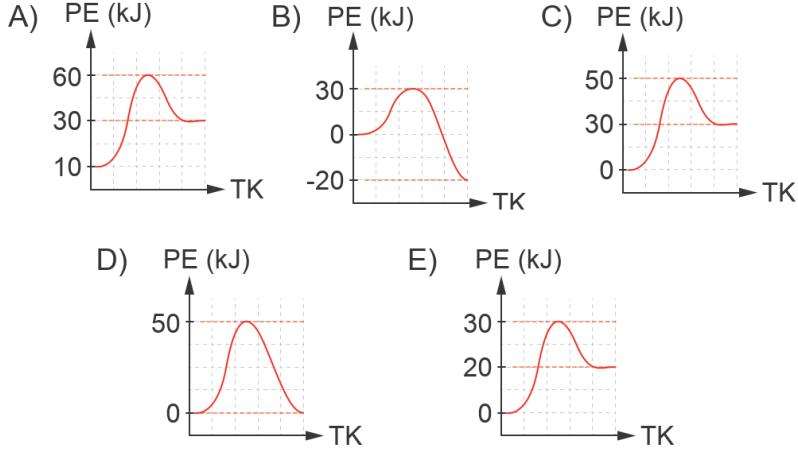 A) PE (kJ)
60
30
10
TK
B) PE (kJ)
30
0
-20
TK
C) PE (kJ)
50
30
0
TK
D) PE (kJ)
50
0
TK
E) PE (kJ)
30
20
0
TK